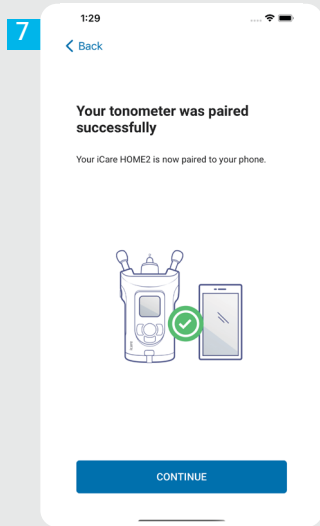 7
1:29
Back
Your tonometer was paired
successfully
Your iCare HOME2 is now paired to your phone.
CONTINUE